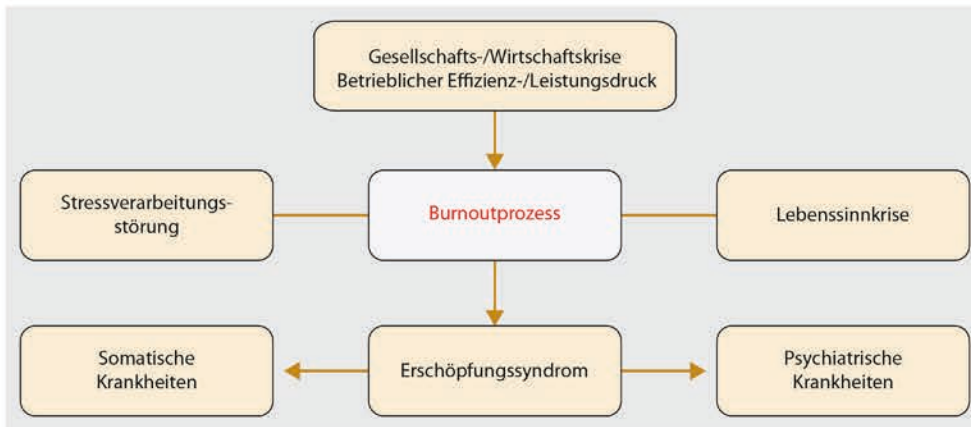 Gesellschafts-/Wirtschaftskrise
Betrieblicher Effizienz-/Leistungsdruck
Stressverarbeitungs-
störung
Burnoutprozess
Lebenssinnkrise
Somatische
Krankheiten
Erschöpfungssyndrom
Psychiatrische
Krankheiten